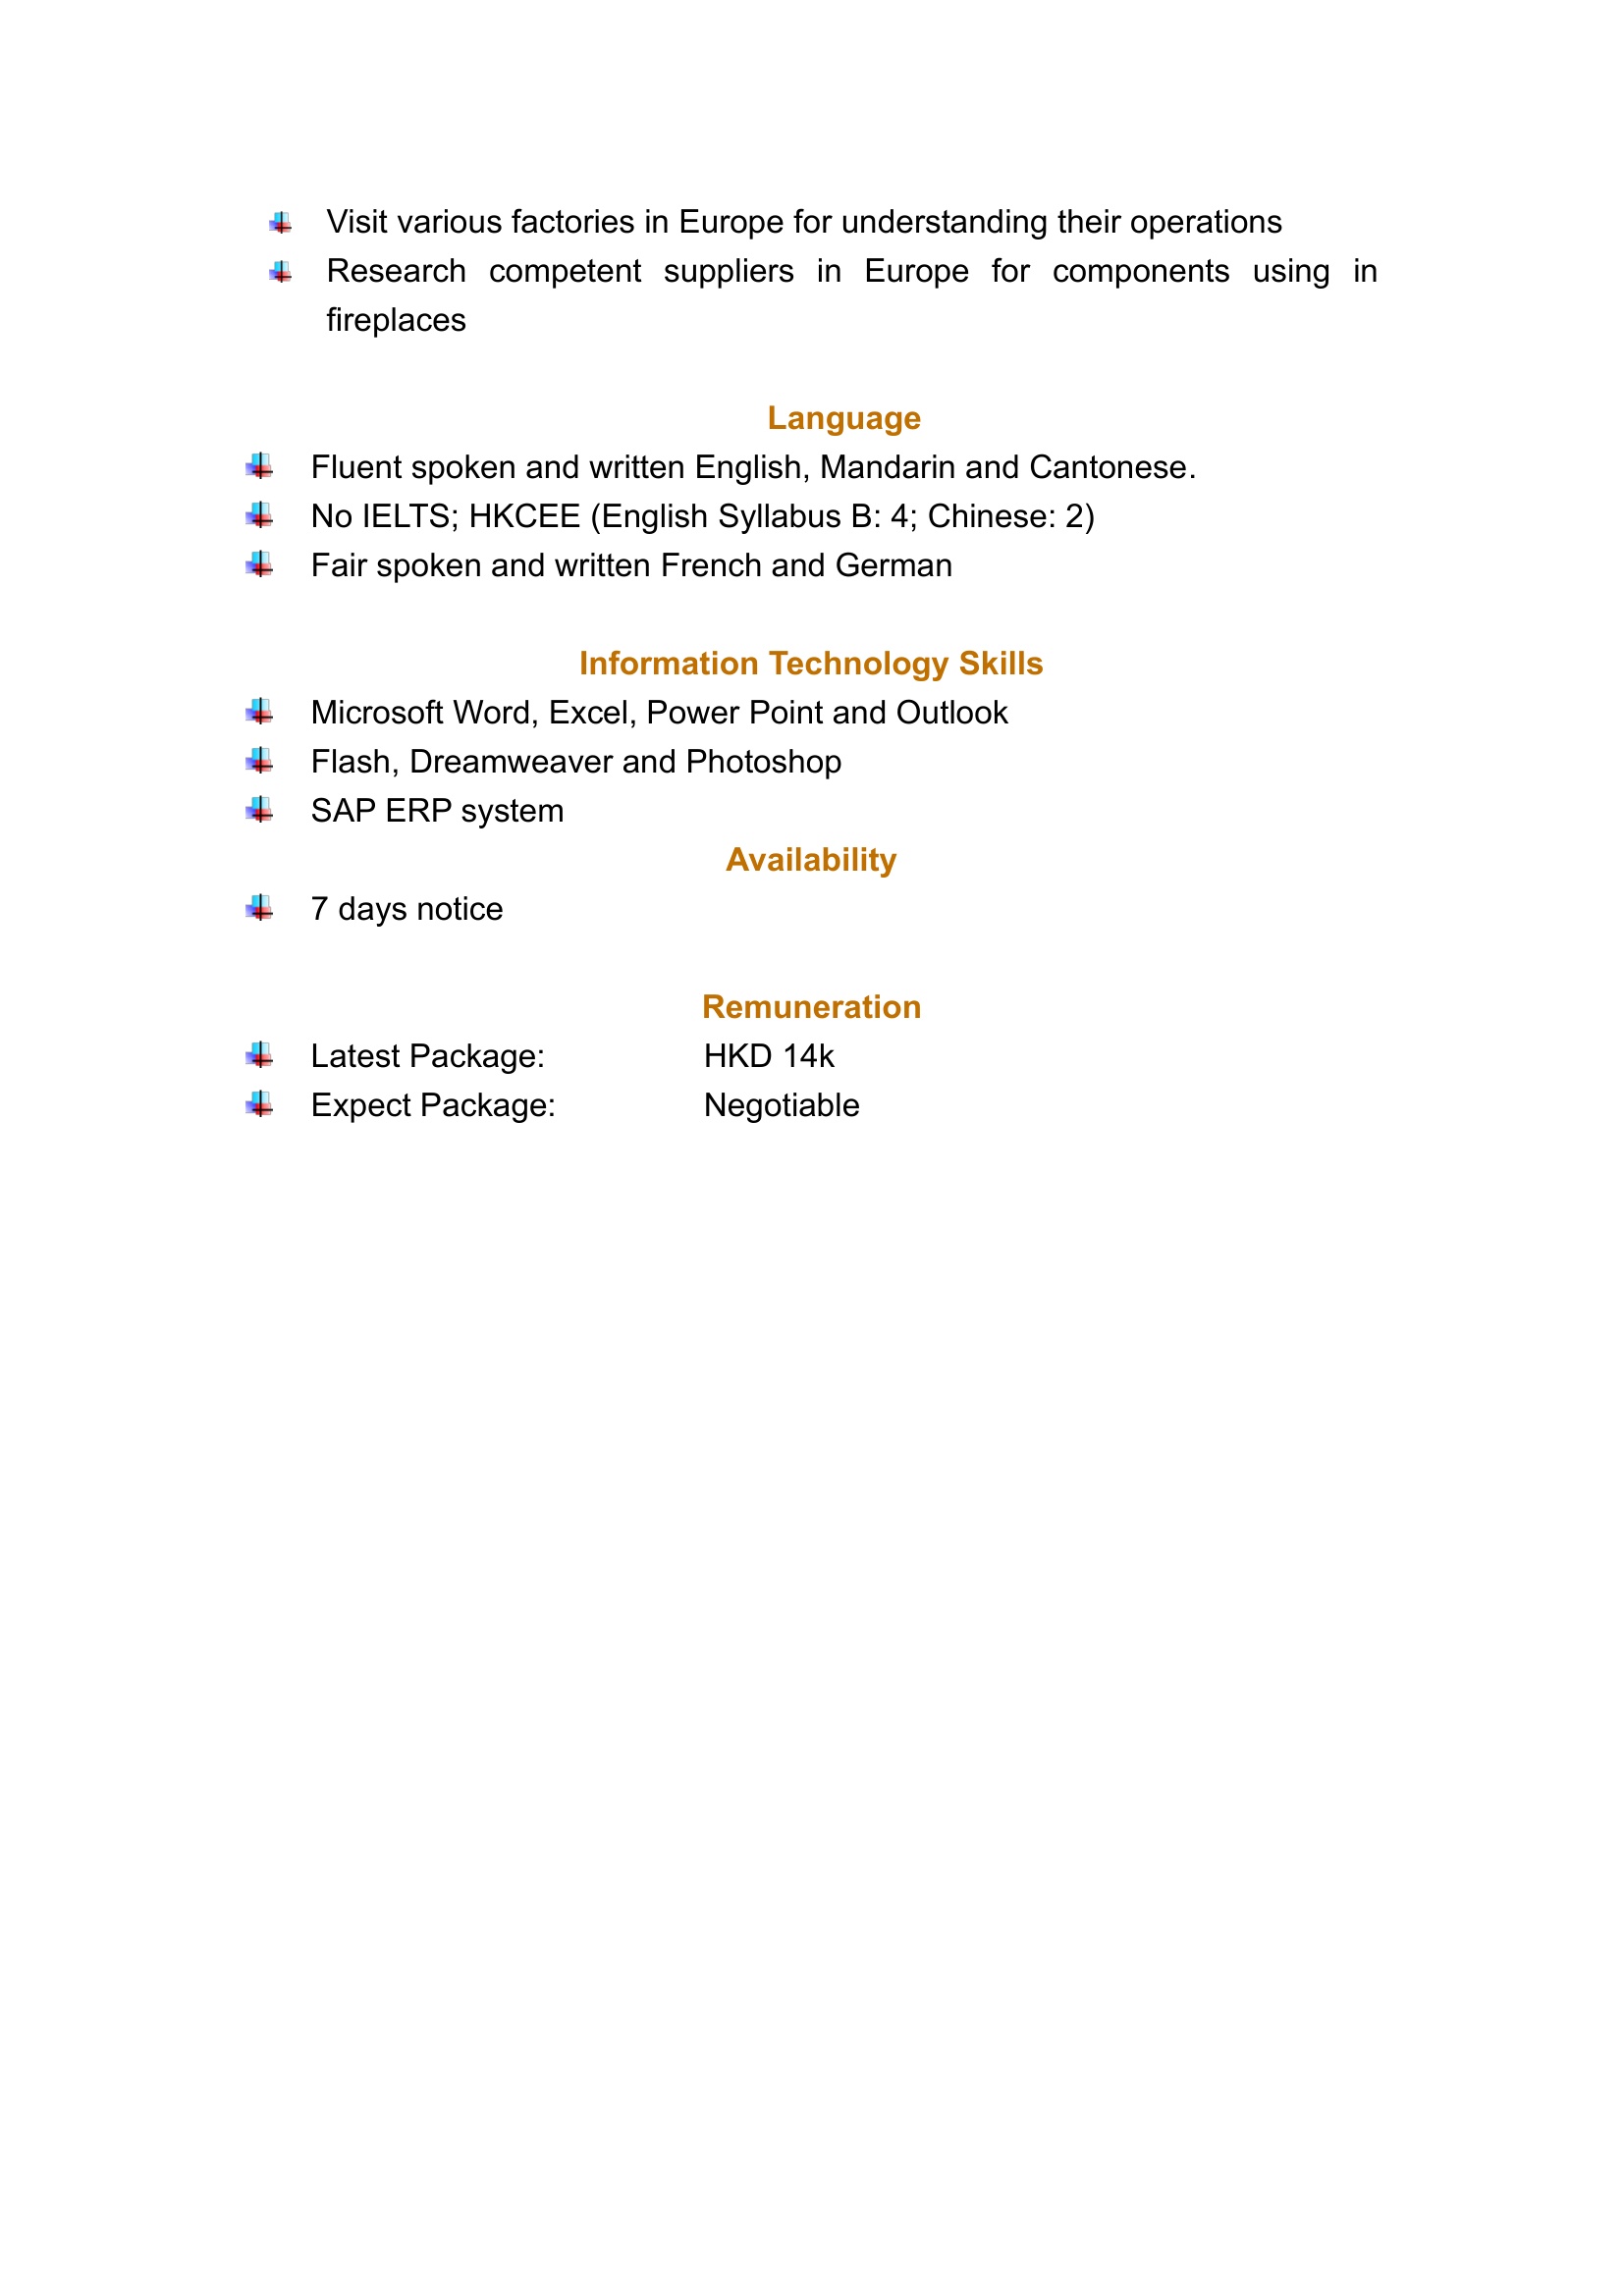 Visit various factories in Europe for understanding their operations
Research competent suppliers in Europe for components using in
fireplaces
Language
Fluent spoken and written English, Mandarin and Cantonese.
No IELTS; HKCEE (English Syllabus B: 4; Chinese: 2)
Fair spoken and written French and German
Information Technology Skills
Microsoft Word, Excel, Power Point and Outlook
Flash, Dreamweaver and Photoshop
SAP ERP system
Availability
7 days notice
Remuneration
Latest Package: HKD 14k
Expect Package: Negotiable